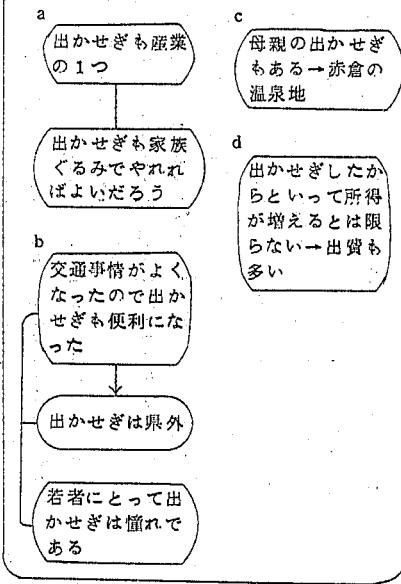 a
出かせぎも産業
の1つ
出かせぎも家族
ぐるみでやれれ
ばよいだろう
b
交通事情がよく
なったので出か
せぎも便利にな
った
出かせぎは県外
若者にとって出
かせぎは憧れで
ある
c
母親の出かせぎ
もある→赤倉の
温泉地
d
出かせぎしたか
らといって所得
が増えるとは限
らない→出費も
多い